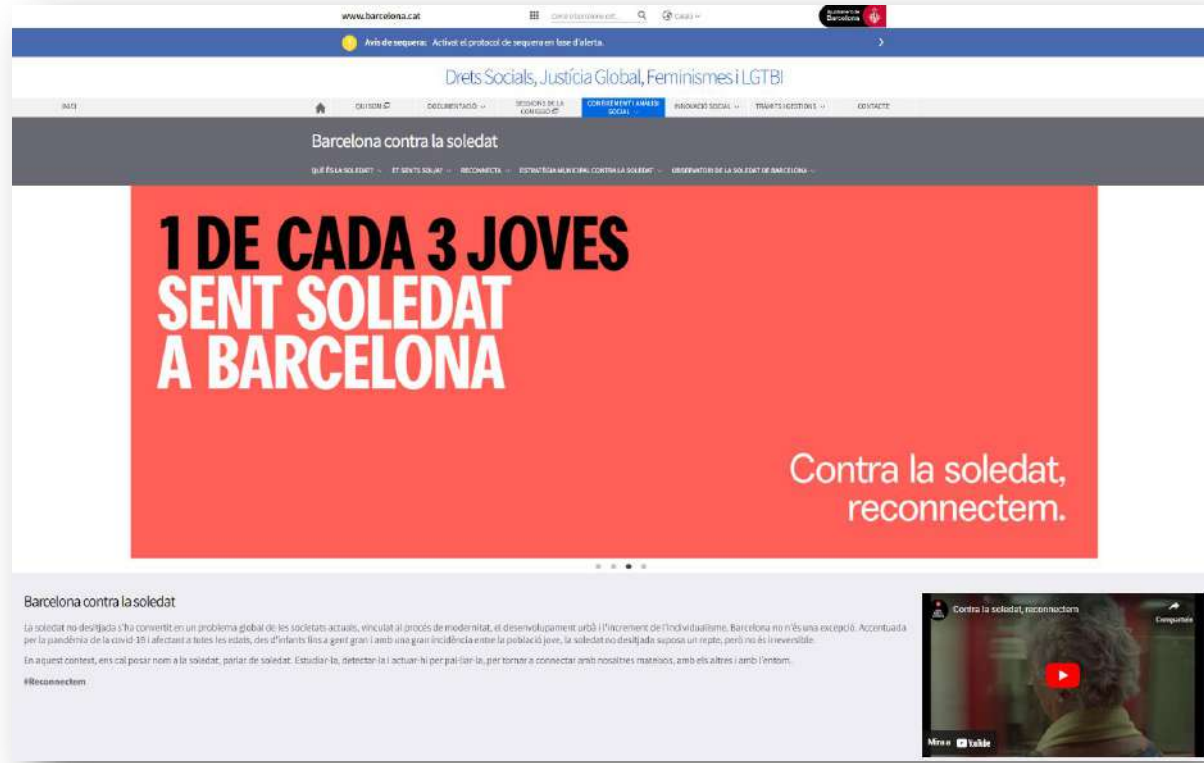 www.barcelona.cat
Català
Ajuntament de
Barcelona
Avís de sequera: Activat el protocol de sequera en fase d'alerta.
Drets Socials, Justícia Global, Feminismes i LGTBI
INICI
QUI SOM
DOCUMENTACIÓ
SESSIONS DE LA
COMISSIÓ
CONEIXEMENT I ANÀLISI
SOCIAL
INNOVACIÓ SOCIAL
TRÀMITS I GESTIONS
CONTACTE
Barcelona contra la soledat
QUÈ ÉS LA SOLEDAT? ET SENTS SOL/A? RECONNECTA ESTRATÈGIA MUNICIPAL CONTRA LA SOLEDAT OBSERVATORI DE LA SOLEDAT DE BARCELONA
1 DE CADA 3 JOVES
SENT SOLEDAT
A BARCELONA
Contra la soledat,
reconnectem.
Barcelona contra la soledat
La soledat no desitjada s'ha convertit en un problema global de les societats actuals, vinculat al procés de modernitat, el desenvolupament urbà i l'increment de l'individualisme. Barcelona no n'és una excepció. Accentuada
per la pandèmia de la covid-19 i afectant a totes les edats, des d'infants fins a gent gran i amb una gran incidència entre la població jove, la soledat no desitjada suposa un repte, però no és irreversible.
En aquest context, ens cal posar nom a la soledat, parlar de soledat. Estudiar-la, detectar-la i actuar-hi per pal·liar-la, per tornar a connectar amb nosaltres mateixos, amb els altres i amb l'entorn.
#Reconnectem
Contra la soledat, reconnectem
Comparteix
Mira a YouTube